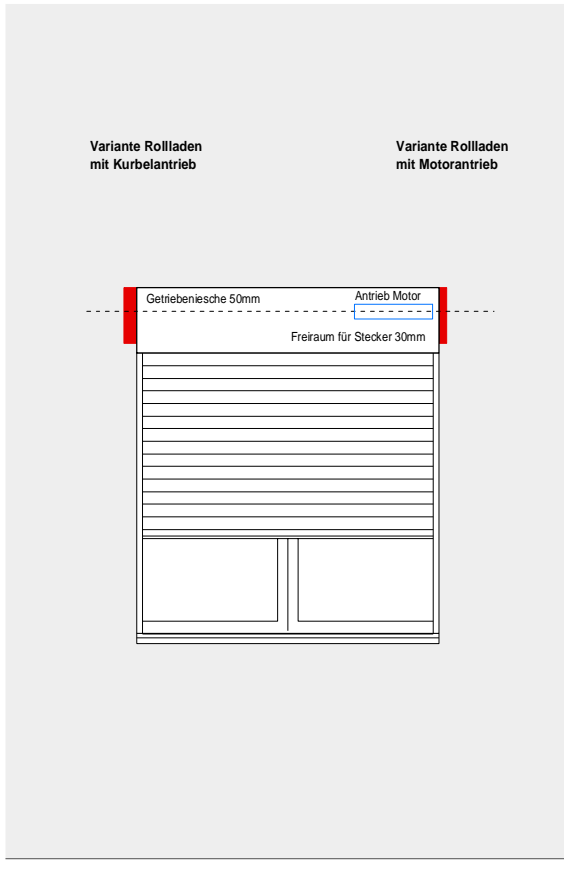 Variante Rollladen
mit Kurbelantrieb
Variante Rollladen
mit Motorantrieb
Getriebeniesche 50mm
Antrieb Motor
Freiraum für Stecker 30mm